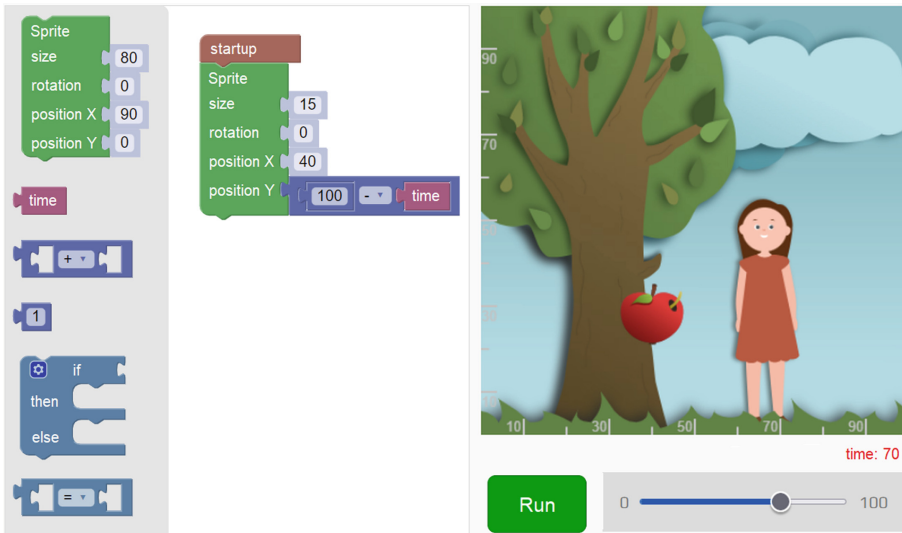 Sprite
size 80
rotation 0
position X 90
position Y 0
time
+
1
if
then
else
=
startup
Sprite
size 15
rotation 0
position X 40
position Y 100 - time
90
70
10 30 50 70 90
time: 70
Run
0 100